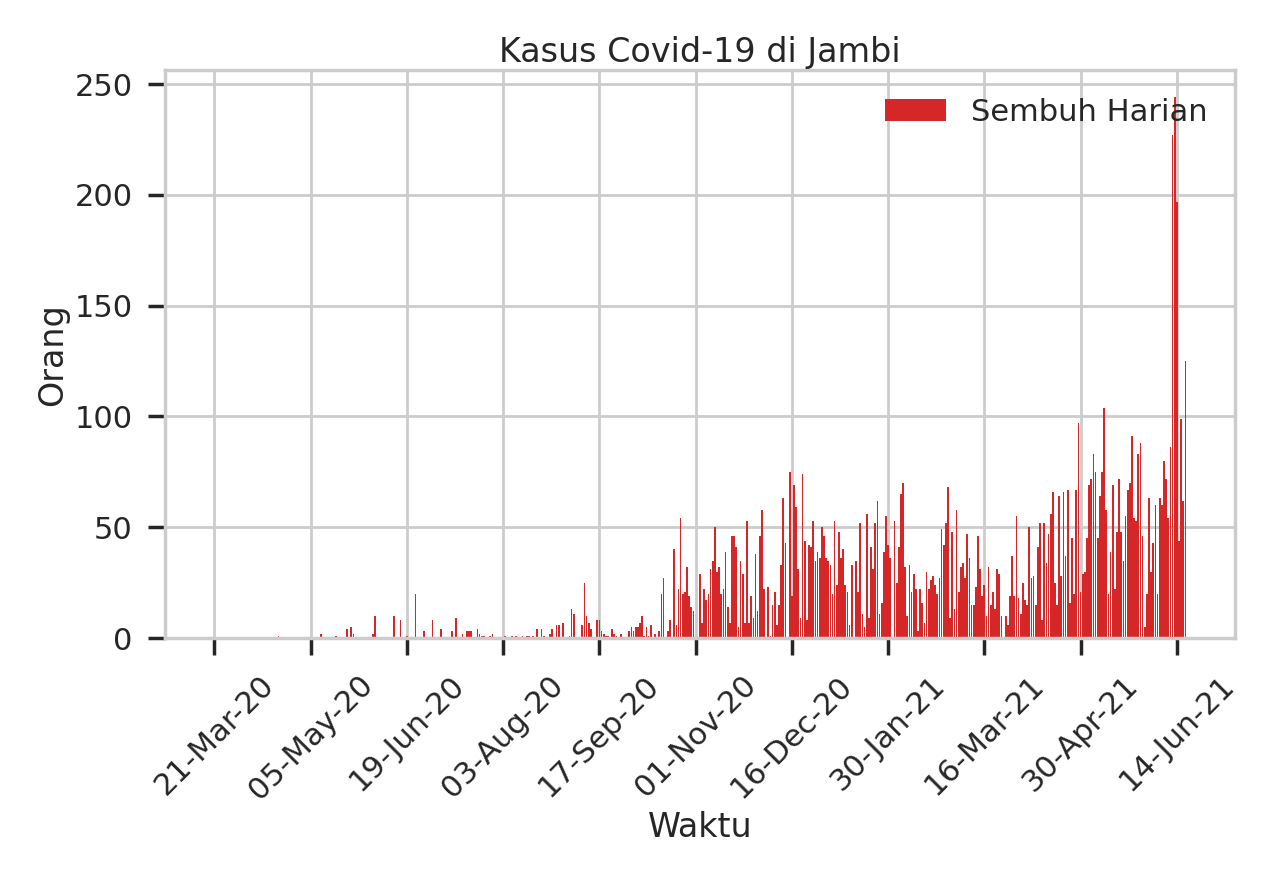 Kasus Covid-19 di Jambi
Sembuh Harian
Orang
250
200
150
100
50
0
21-Mar-20
05-May-20
19-Jun-20
03-Aug-20
17-Sep-20
01-Nov-20
16-Dec-20
30-Jan-21
16-Mar-21
30-Apr-21
14-Jun-21
Waktu